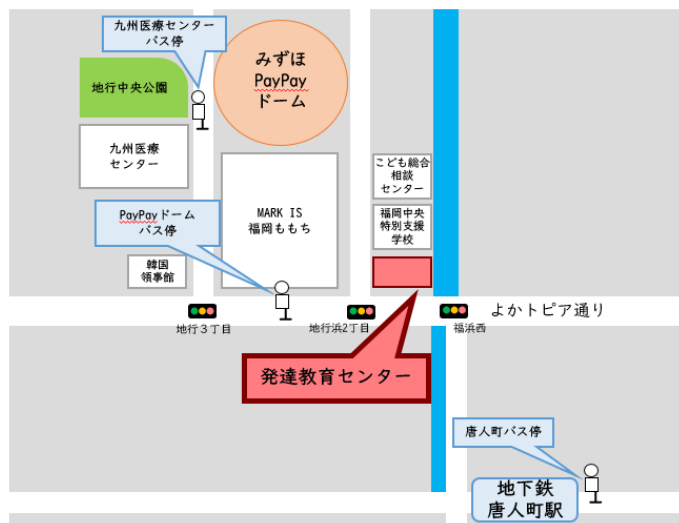 九州医療センター
バス停
みずほ
PayPay
ドーム
地行中央公園
九州医療
センター
こども総合
相談
センター
PayPayドーム
バス停
MARK IS
福岡ももち
福岡中央
特別支援
学校
韓国
領事館
よかトピア通り
地行３丁目
地行浜2丁目
福浜西
発達教育センター
唐人町バス停
地下鉄
唐人町駅